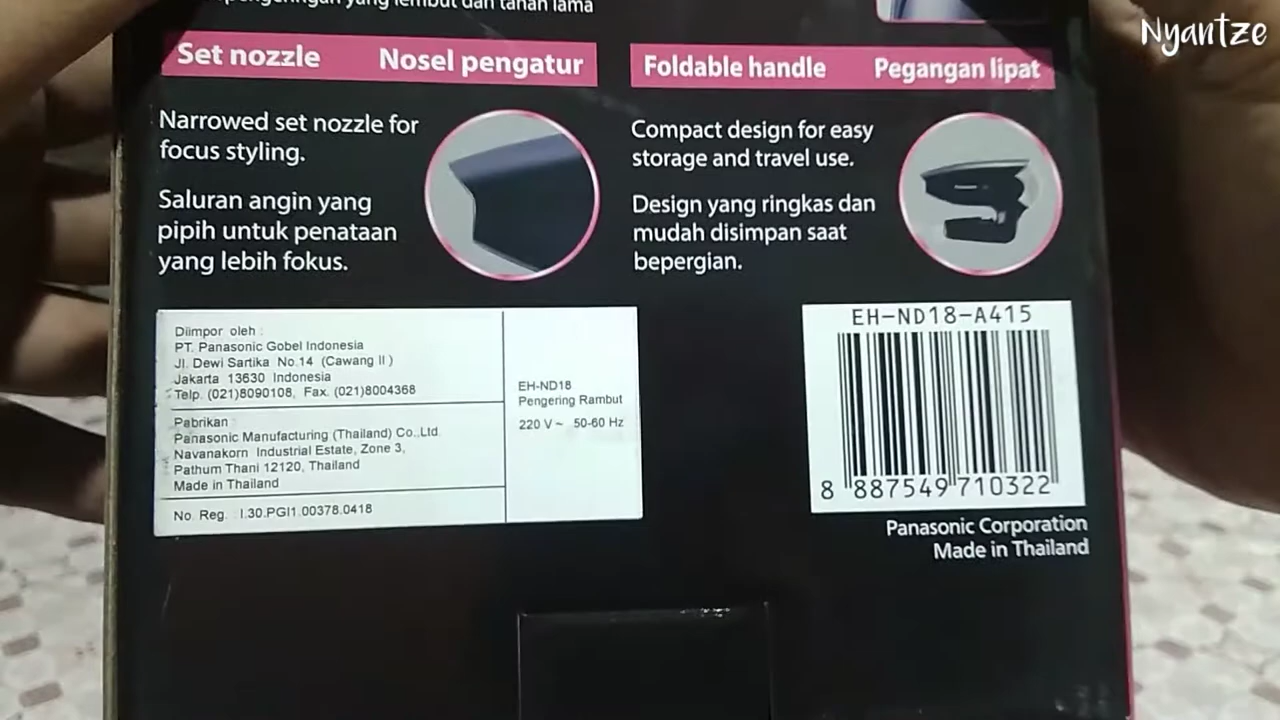 yang lembut dan tahan lama
Nyantze
Set nozzle Nosel pengatur
Foldable handle Pegangan lipat
Narrowed set nozzle for
focus styling.
Saluran angin yang
pipih untuk penataan
yang lebih fokus.
Compact design for easy
storage and travel use.
Design yang ringkas dan
mudah disimpan saat
bepergian.
Diimpor oleh :
PT. Panasonic Gobel Indonesia
Jl. Dewi Sartika No.14 (Cawang II)
Jakarta 13630 Indonesia
Telp. (021)8090108, Fax. (021)8004368
Pabrikan :
Panasonic Manufacturing (Thailand) Co.,Ltd.
Navanakorn Industrial Estate, Zone 3,
Pathum Thani 12120, Thailand
Made in Thailand
No. Reg. : I.30.PGI1.00378.0418
EH-ND18
Pengering Rambut
220 V ~ 50-60 Hz
EH-ND18-A415
8 887549 710322
Panasonic Corporation
Made in Thailand